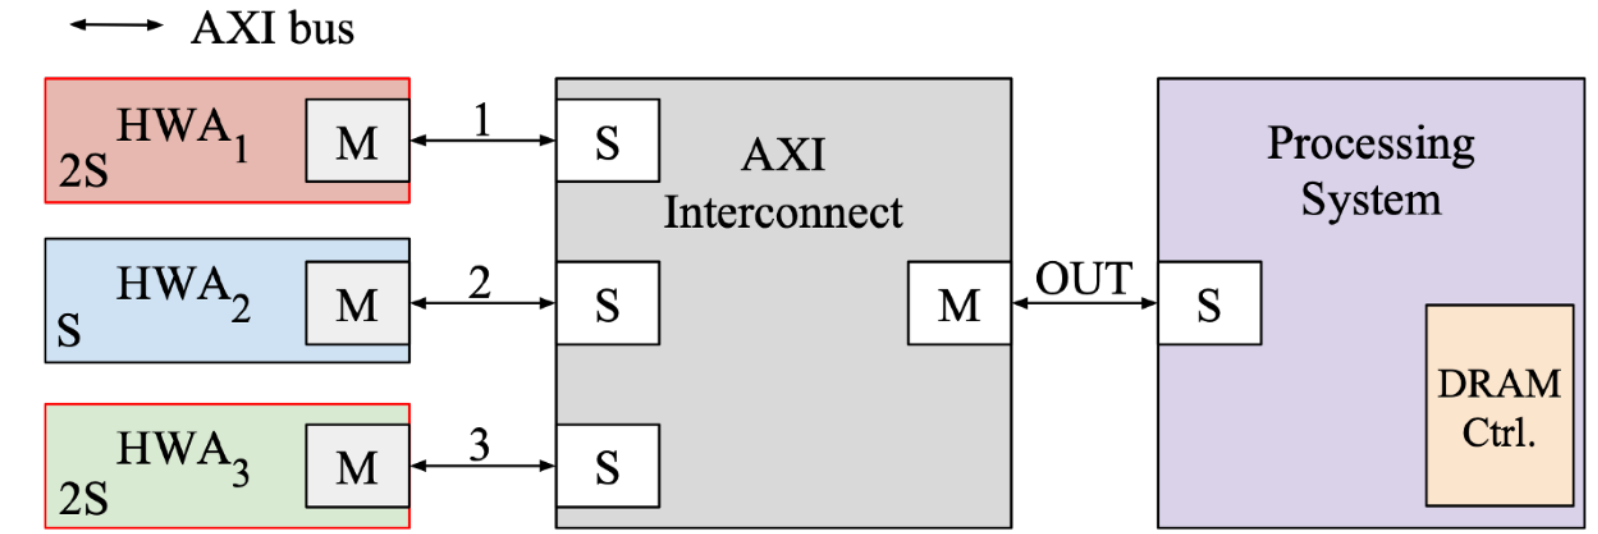 AXI bus
HWA1
2S
M
1
S
HWA2
S
M
2
S
HWA3
2S
M
3
S
AXI
Interconnect
M
OUT
Processing
System
S
DRAM
Ctrl.